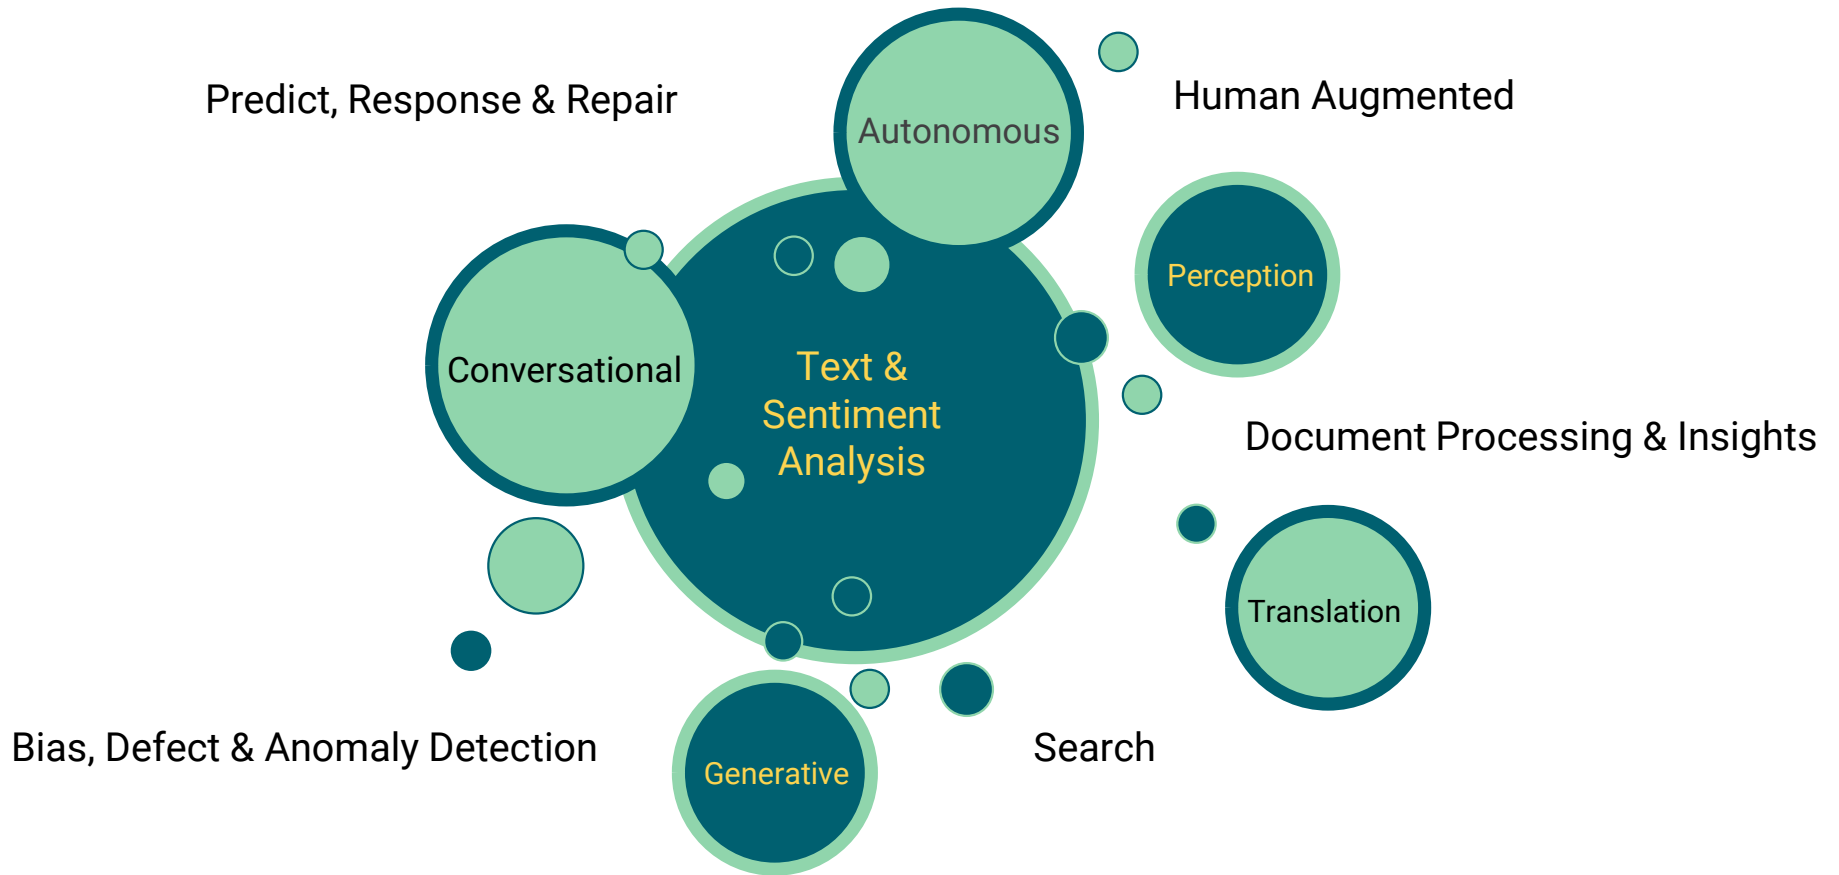 Predict, Response & Repair
Human Augmented
Autonomous
Perception
Conversational
Text &
Sentiment
Analysis
Document Processing & Insights
Translation
Bias, Defect & Anomaly Detection
Search
Generative